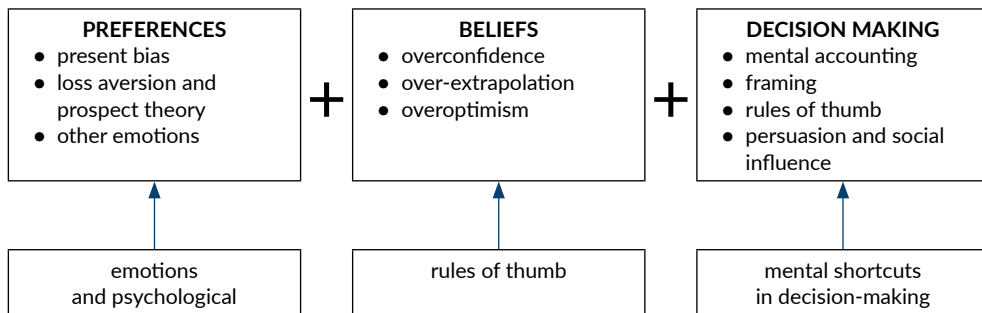 PREFERENCES
● present bias
● loss aversion and
prospect theory
● other emotions
+
BELIEFS
● overconfidence
● over-extrapolation
● overoptimism
+
DECISION MAKING
● mental accounting
● framing
● rules of thumb
● persuasion and social
influence
emotions
and psychological
rules of thumb
mental shortcuts
in decision-making